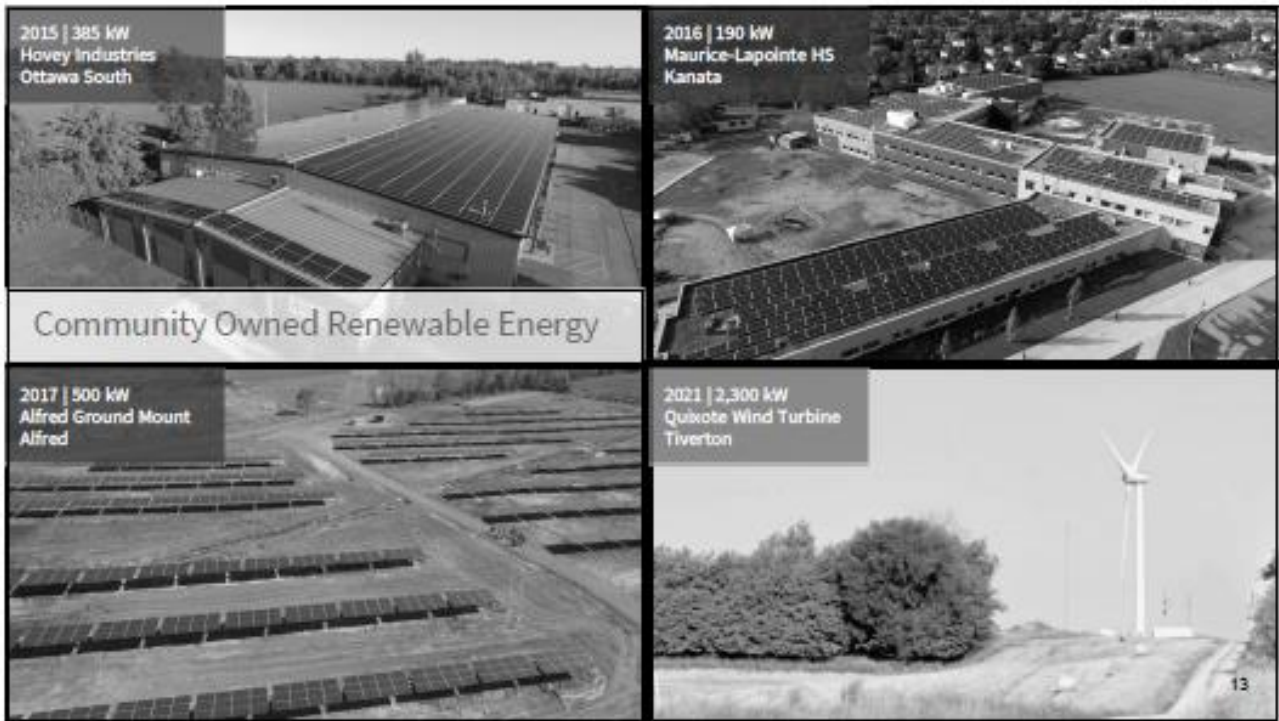 2015 | 385 kW
Hovey Industries
Ottawa South
2016 | 190 kW
Maurice-Lapointe HS
Kanata
Community Owned Renewable Energy
2017 | 500 kW
Alfred Ground Mount
Alfred
2021 | 2,300 kW
Quixote Wind Turbine
Tiverton
13